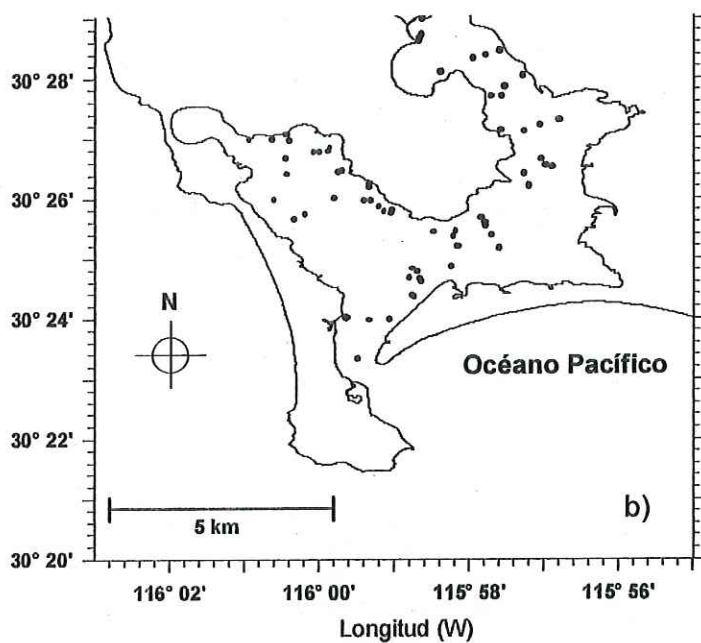 30° 28'
30° 26'
30° 24'
30° 22'
30° 20'
N
Océano Pacífico
5 km
b)
116° 02' 116° 00' 115° 58' 115° 56'
Longitud (W)